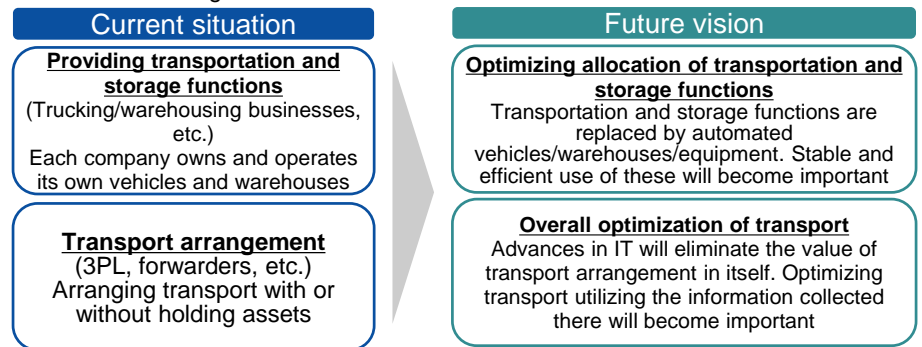 Current situation
Providing transportation and
storage functions
(Trucking/warehousing businesses,
etc.)
Each company owns and operates
its own vehicles and warehouses
Transport arrangement
(3PL, forwarders, etc.)
Arranging transport with or
without holding assets
Future vision
Optimizing allocation of transportation and
storage functions
Transportation and storage functions are
replaced by automated
vehicles/warehouses/equipment. Stable and
efficient use of these will become important
Overall optimization of transport
Advances in IT will eliminate the value of
transport arrangement in itself. Optimizing
transport utilizing the information collected
there will become important